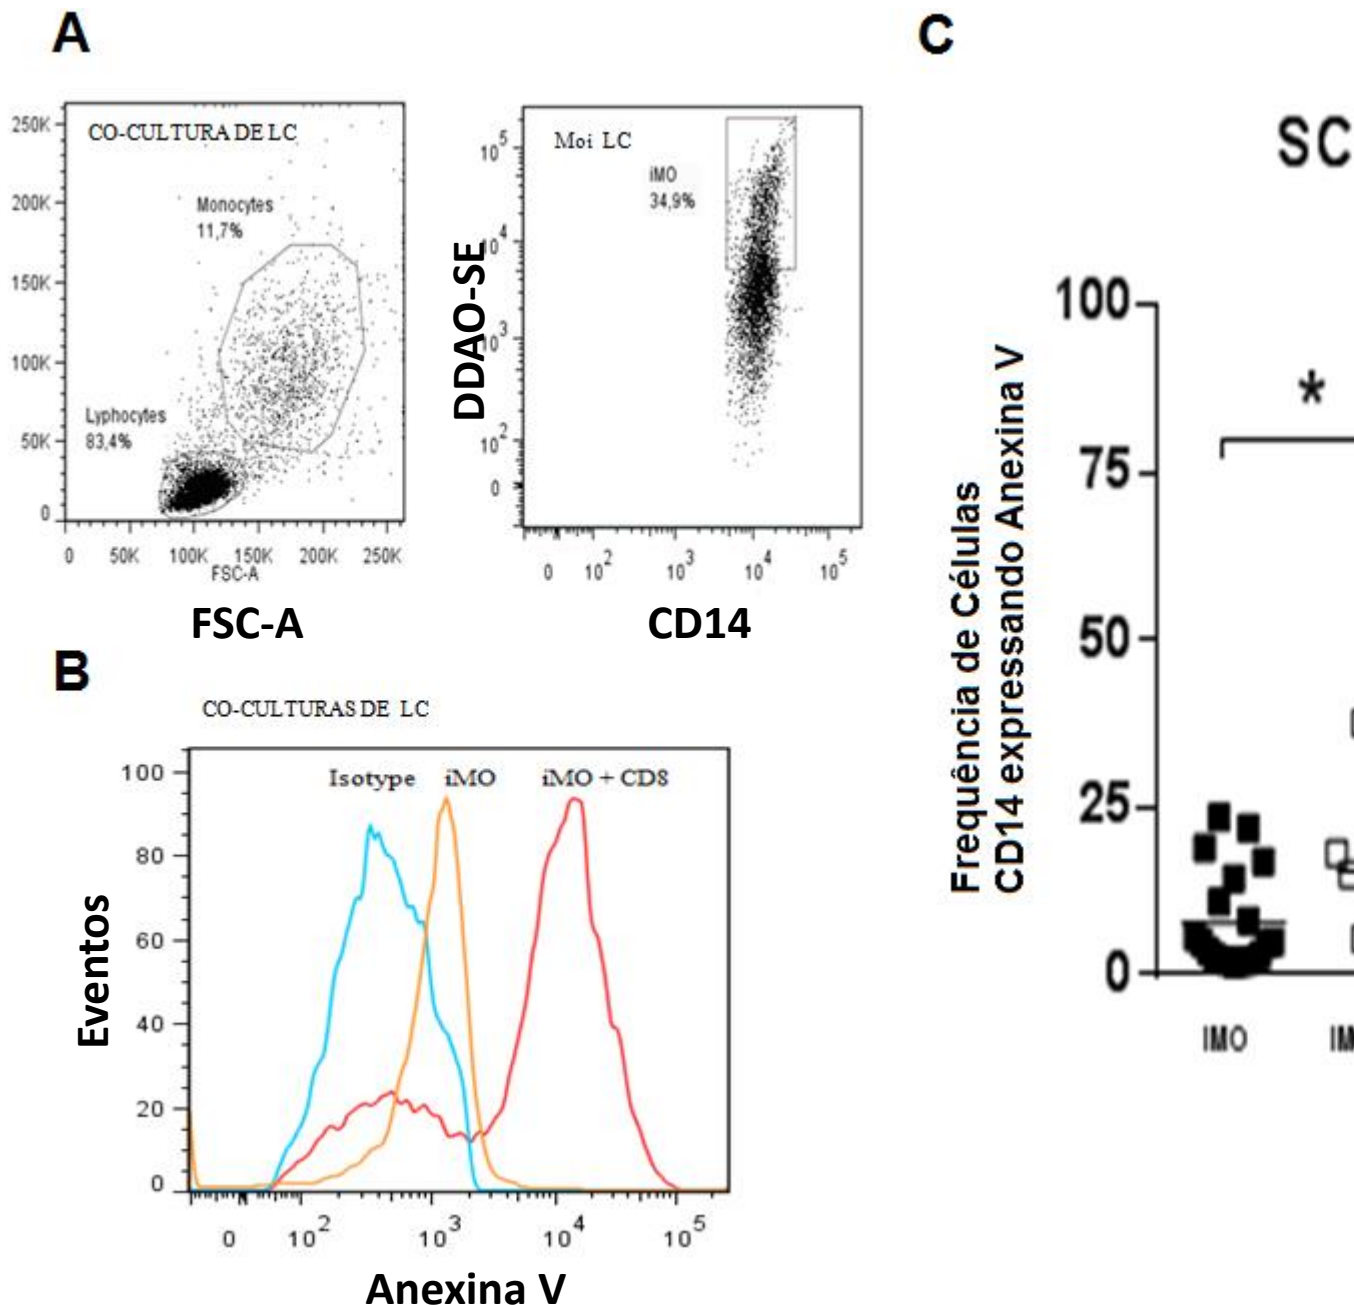 A
CO-CULTURA DE LC
250K
200K
150K
100K
50K
0
Monocytes
11,7%
Lyphocytes
83,4%
0 50K 100K 150K 200K 250K
FSC-A
FSC-A
Moi LC
iMO
34,9%
10^5
10^4
10^3
10^2
0
DDAO-SE
0 10^2 10^3 10^4 10^5
CD14
B
CO-CULTURAS DE LC
Isotype iMO iMO + CD8
100
80
60
40
20
0
Eventos
0 10^2 10^3 10^4 10^5
Anexina V
C
SC
Frequência de Células
CD14 expressando Anexina V
100
75
50
25
0
*
IMO IM